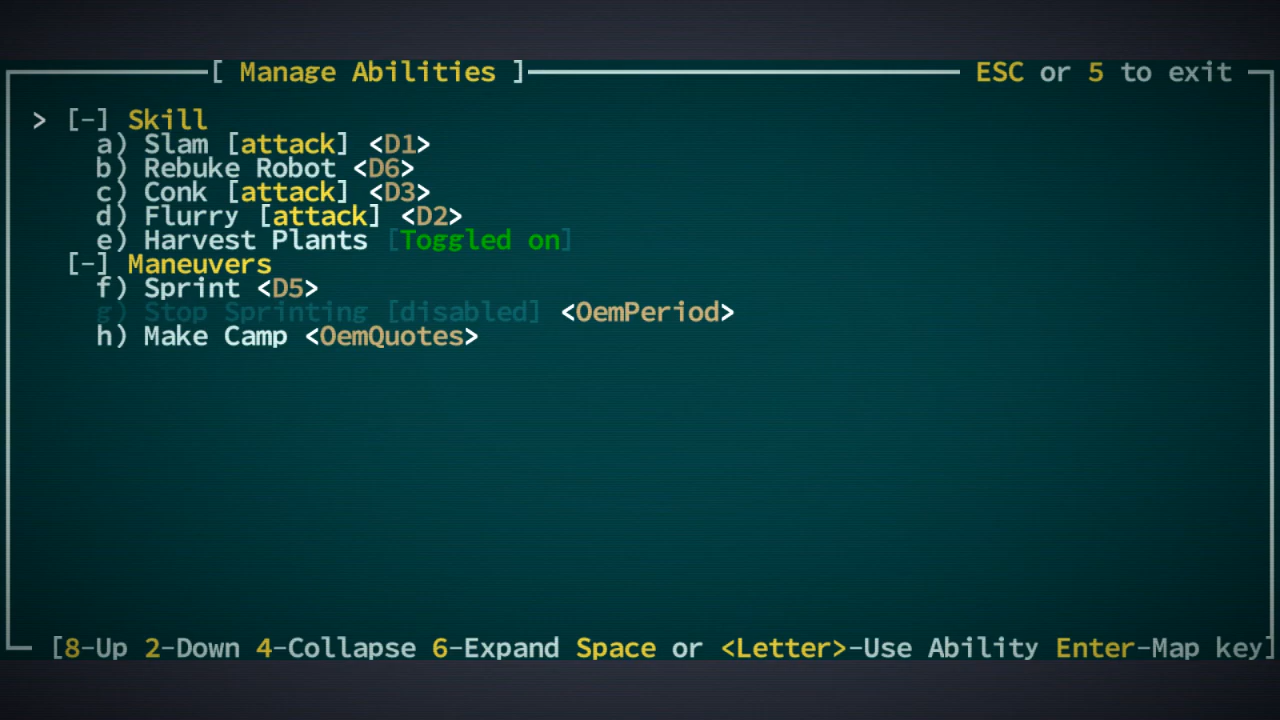 [ Manage Abilities ] ESC or 5 to exit
> [-] Skill
a) Slam [attack] <D1>
b) Rebuke Robot <D6>
c) Conk [attack] <D3>
d) Flurry [attack] <D2>
e) Harvest Plants [Toggled on]
[-] Maneuvers
f) Sprint <D5>
g) Stop Sprinting [disabled] <OemPeriod>
h) Make Camp <OemQuotes>
[8-Up 2-Down 4-Collapse 6-Expand Space or <Letter>-Use Ability Enter-Map key]